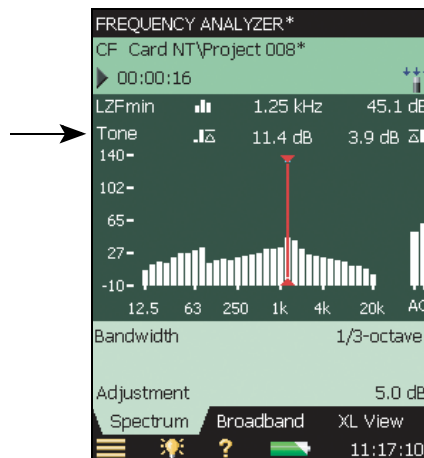 FREQUENCY ANALYZER*
CF Card NT\Project 008*
00:00:16
LZFmin 1.25 kHz 45.1 dB
Tone 11.4 dB 3.9 dB
140
102
65
27
-10
12.5 63 250 1k 4k 20k AC
Bandwidth 1/3-octave
Adjustment 5.0 dB
Spectrum Broadband XL View
? 11:17:10